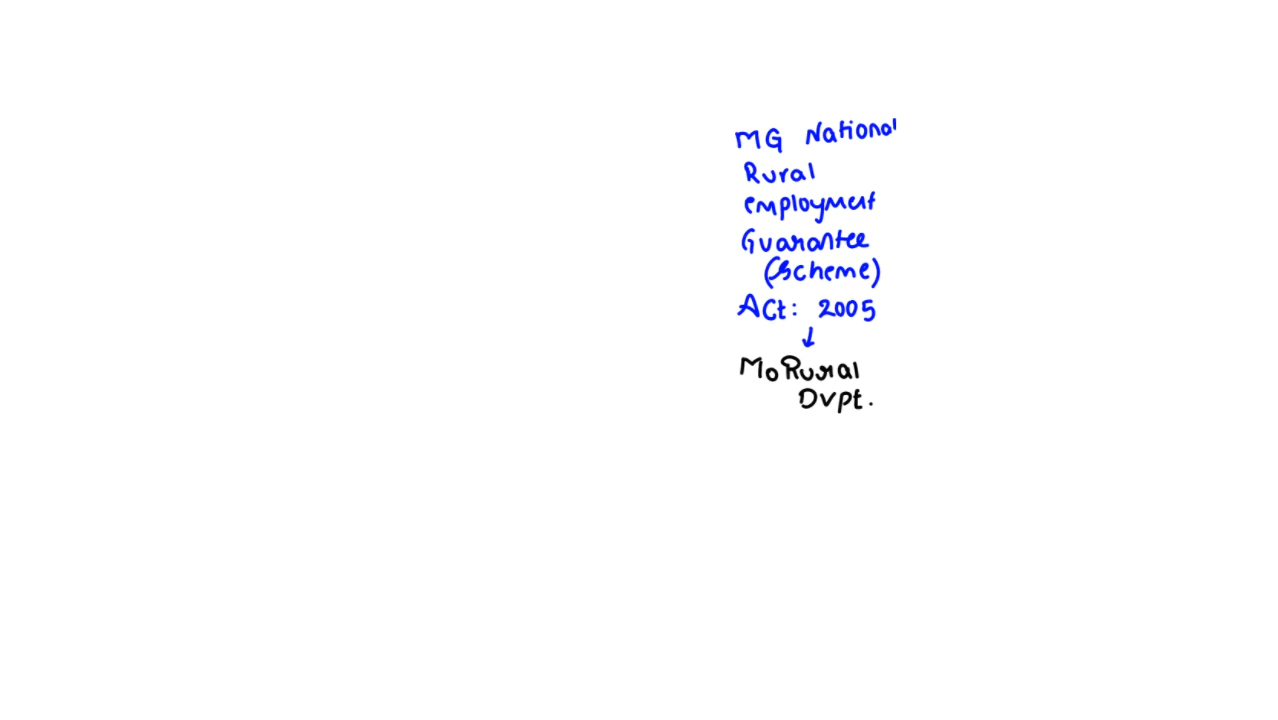 MG National
Rural
employment
Guarantee
(Scheme)
Act: 2005
↓
MoRural
Dvpt.